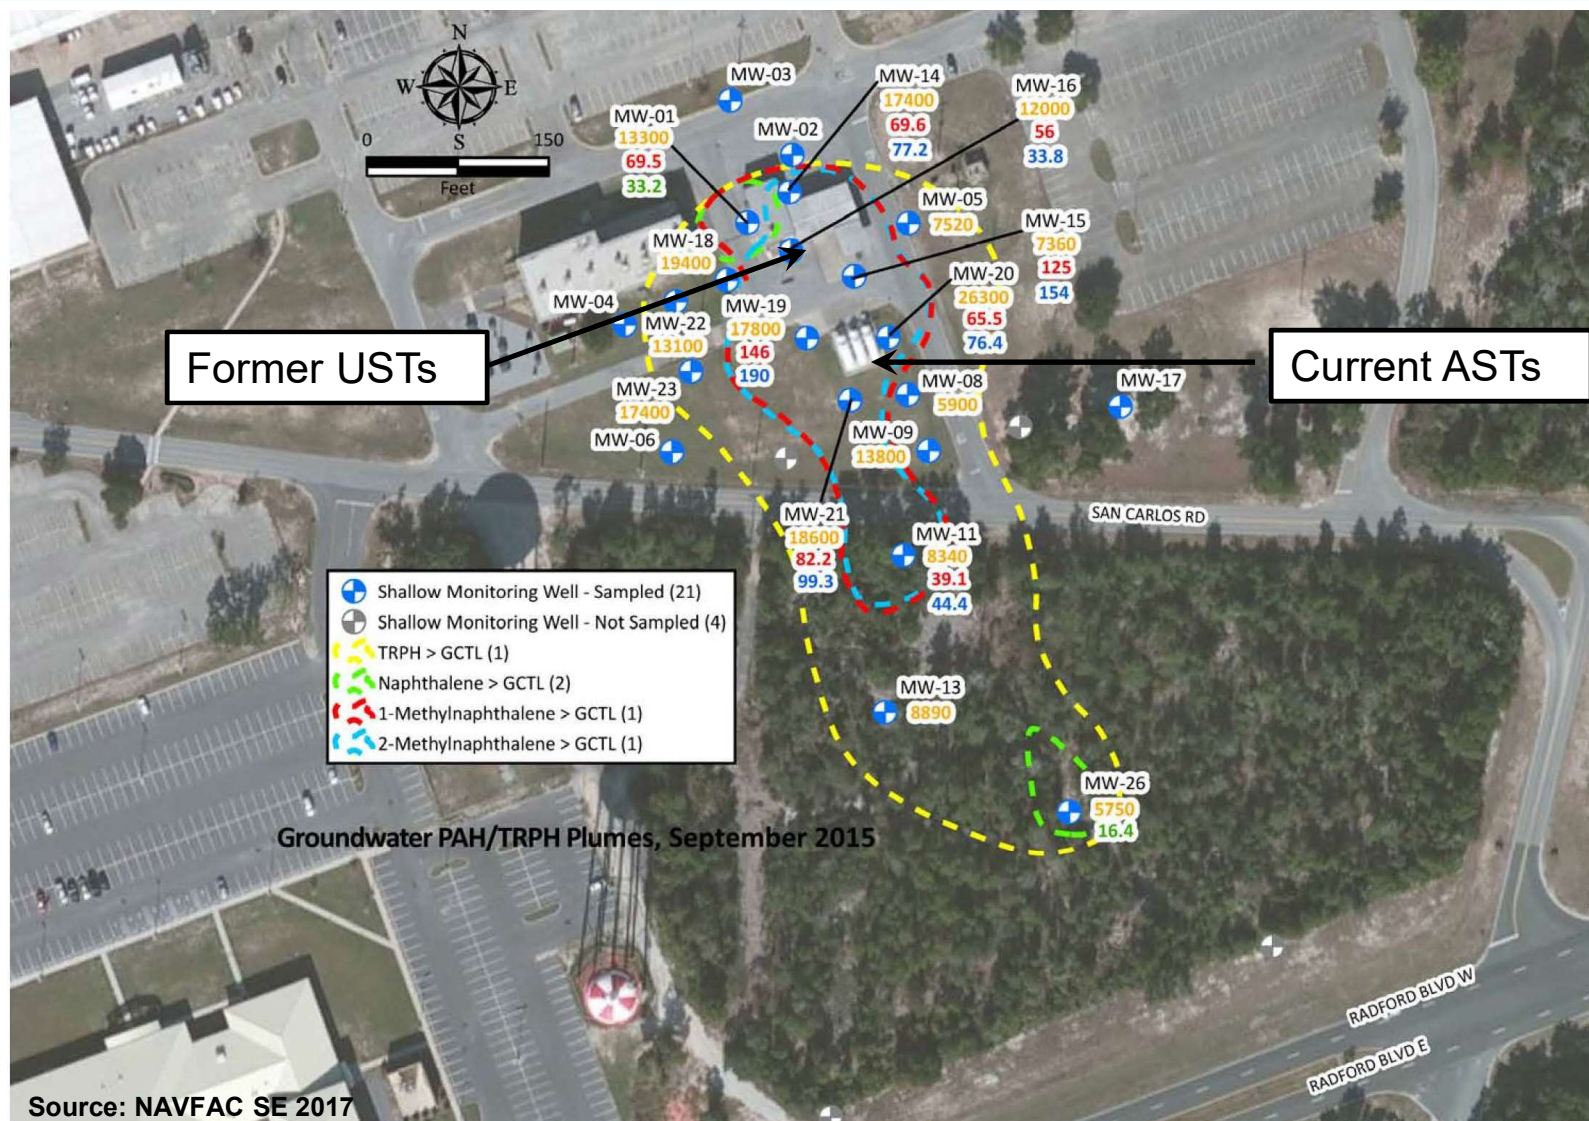 N
W
E
S
0
150
Feet
MW-03
MW-14
17400
69.6
77.2
MW-16
12000
56
33.8
MW-01
13300
69.5
33.2
MW-02
MW-05
7520
MW-15
7360
125
154
MW-18
19400
MW-20
26300
65.5
76.4
MW-04
MW-19
17800
146
190
MW-22
13100
Former USTs
Current ASTs
MW-23
17400
MW-08
5900
MW-17
MW-06
MW-09
13800
MW-21
18600
82.2
99.3
MW-11
8340
39.1
44.4
SAN CARLOS RD
Shallow Monitoring Well - Sampled (21)
Shallow Monitoring Well - Not Sampled (4)
TRPH > GCTL (1)
Naphthalene > GCTL (2)
1-Methylnaphthalene > GCTL (1)
2-Methylnaphthalene > GCTL (1)
MW-13
8890
MW-26
5750
16.4
Groundwater PAH/TRPH Plumes, September 2015
RADFORD BLVD W
RADFORD BLVD E
Source: NAVFAC SE 2017